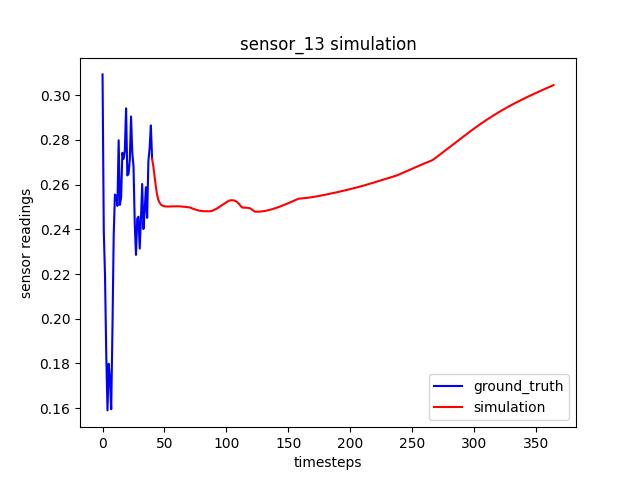 sensor_13 simulation
0.30
0.28
0.26
0.24
0.22
0.20
0.18
0.16
sensor readings
ground_truth
simulation
0 50 100 150 200 250 300 350
timesteps